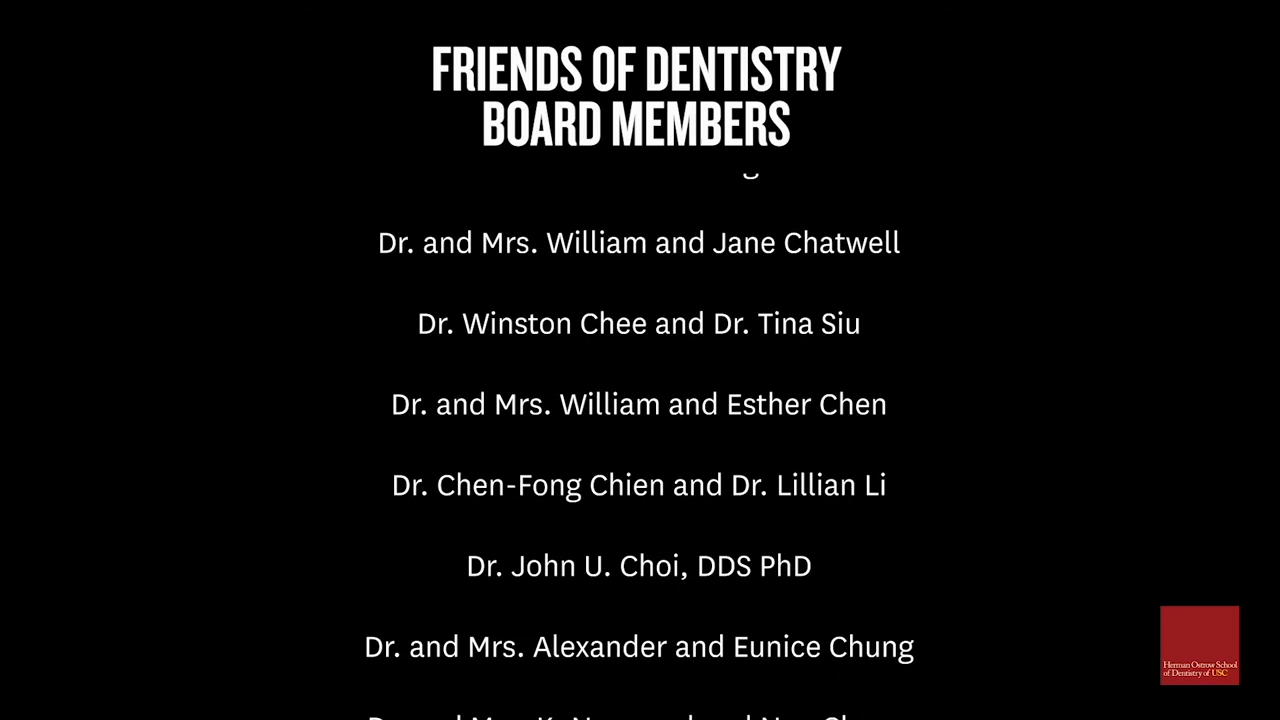 FRIENDS OF DENTISTRY
BOARD MEMBERS
Dr. and Mrs. William and Jane Chatwell
Dr. Winston Chee and Dr. Tina Siu
Dr. and Mrs. William and Esther Chen
Dr. Chen-Fong Chien and Dr. Lillian Li
Dr. John U. Choi, DDS PhD
Dr. and Mrs. Alexander and Eunice Chung
Herman Ostrow School
of Dentistry of USC